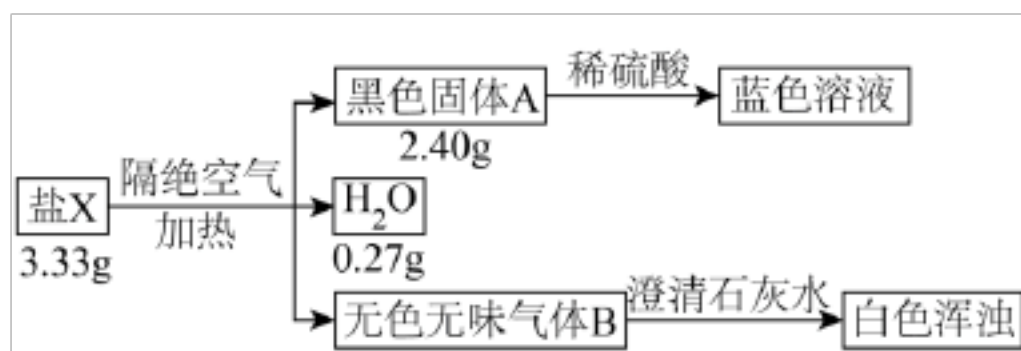 黑色固体A
稀硫酸
蓝色溶液
2.40g
盐X
隔绝空气
加热
3.33g
H₂O
0.27g
无色无味气体B
澄清石灰水
白色浑浊